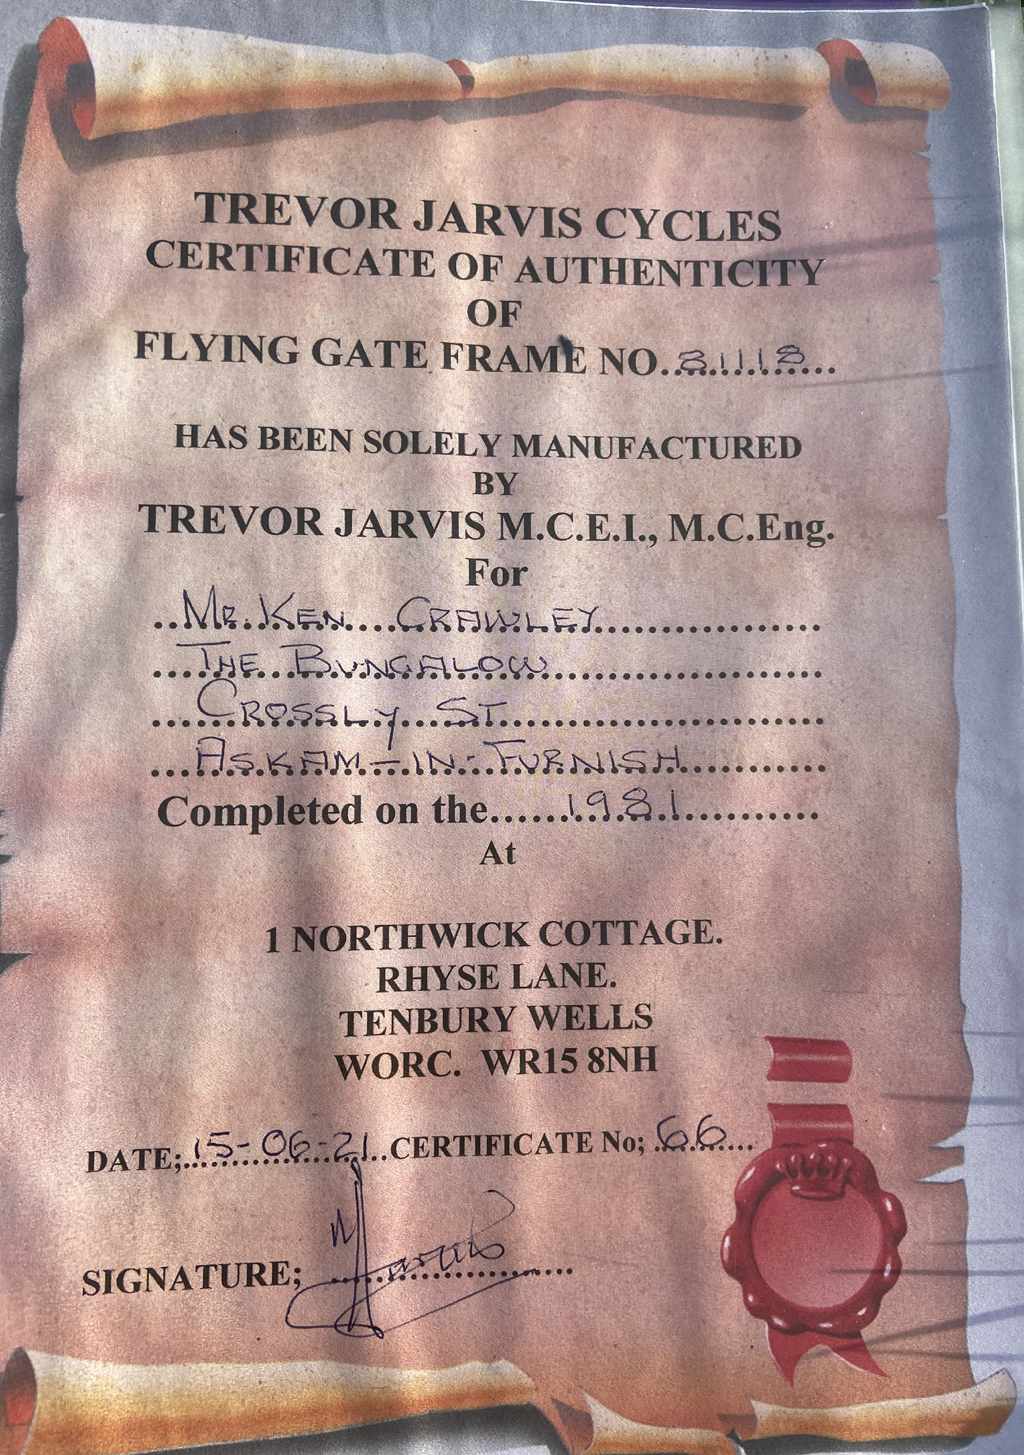 TREVOR JARVIS CYCLES
CERTIFICATE OF AUTHENTICITY
OF
FLYING GATE FRAME NO. 81118
HAS BEEN SOLELY MANUFACTURED
BY
TREVOR JARVIS M.C.E.I., M.C.Eng.
For
MR. KEN CRAWLEY
THE BUNGALOW
CROSSLY ST
ASKAM-IN-FURNISH
Completed on the 1981
At
1 NORTHWICK COTTAGE.
RHYSE LANE.
TENBURY WELLS
WORC. WR15 8NH
DATE; 15-06-21 CERTIFICATE No; 66
SIGNATURE; Jarvis